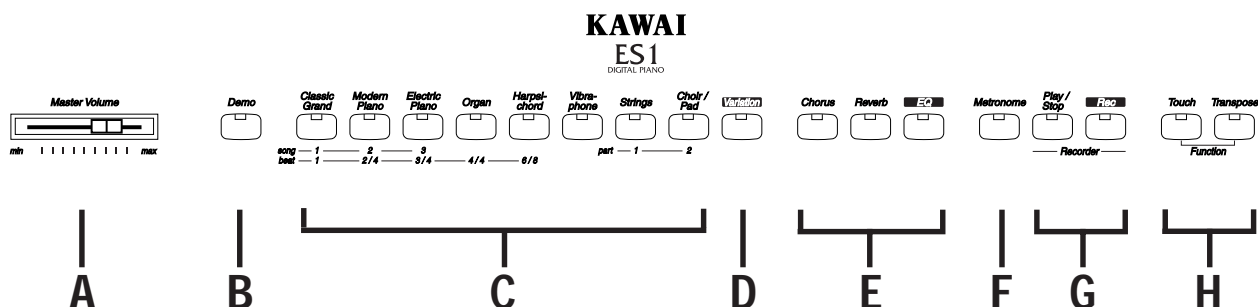 KAWAI
ES1
DIGITAL PIANO
Master Volume
min max
Demo
Classic
Grand
Modern
Piano
Electric
Piano
Organ
Harpsi-
chord
Vibra-
phone
Strings
Choir /
Pad
Variation
Chorus
Reverb
EQ
Metronome
Play /
Stop
Rec
Touch
Transpose
song — 1 — 2 — 3
beat — 1 — 2/4 — 3/4 — 4/4 — 6/8
part — 1 — 2
Recorder
Function
A B C D E F G H